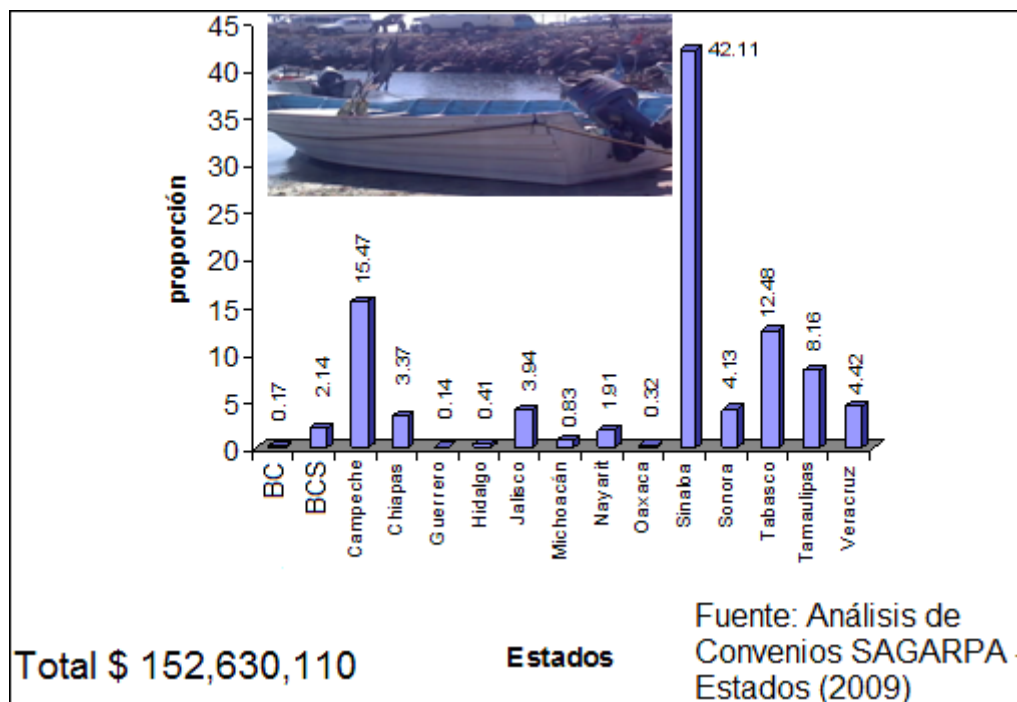 45
40
35
30
25
20
15
10
5
0
proporción
0.17
2.14
15.47
3.37
0.14
0.41
3.94
0.83
1.91
0.32
42.11
4.13
12.48
8.16
4.42
BC
BCS
Campeche
Chiapas
Guerrero
Hidalgo
Jalisco
Michoacán
Nayarit
Oaxaca
Sinaloa
Sonora
Tabasco
Tamaulipas
Veracruz
Total $ 152,630,110
Estados
Fuente: Análisis de
Convenios SAGARPA -
Estados (2009)